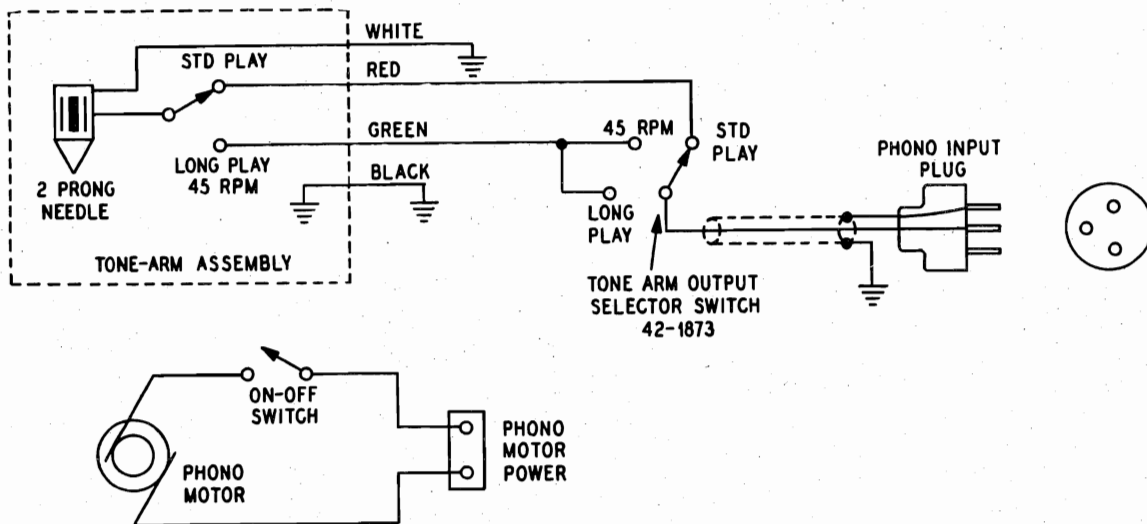 WHITE
STD PLAY
RED
GREEN
45 RPM
STD
PLAY
PHONO INPUT
PLUG
LONG PLAY
45 RPM
BLACK
2 PRONG
NEEDLE
LONG
PLAY
TONE-ARM ASSEMBLY
TONE ARM OUTPUT
SELECTOR SWITCH
42-1873
ON-OFF
SWITCH
PHONO
MOTOR
POWER
PHONO
MOTOR